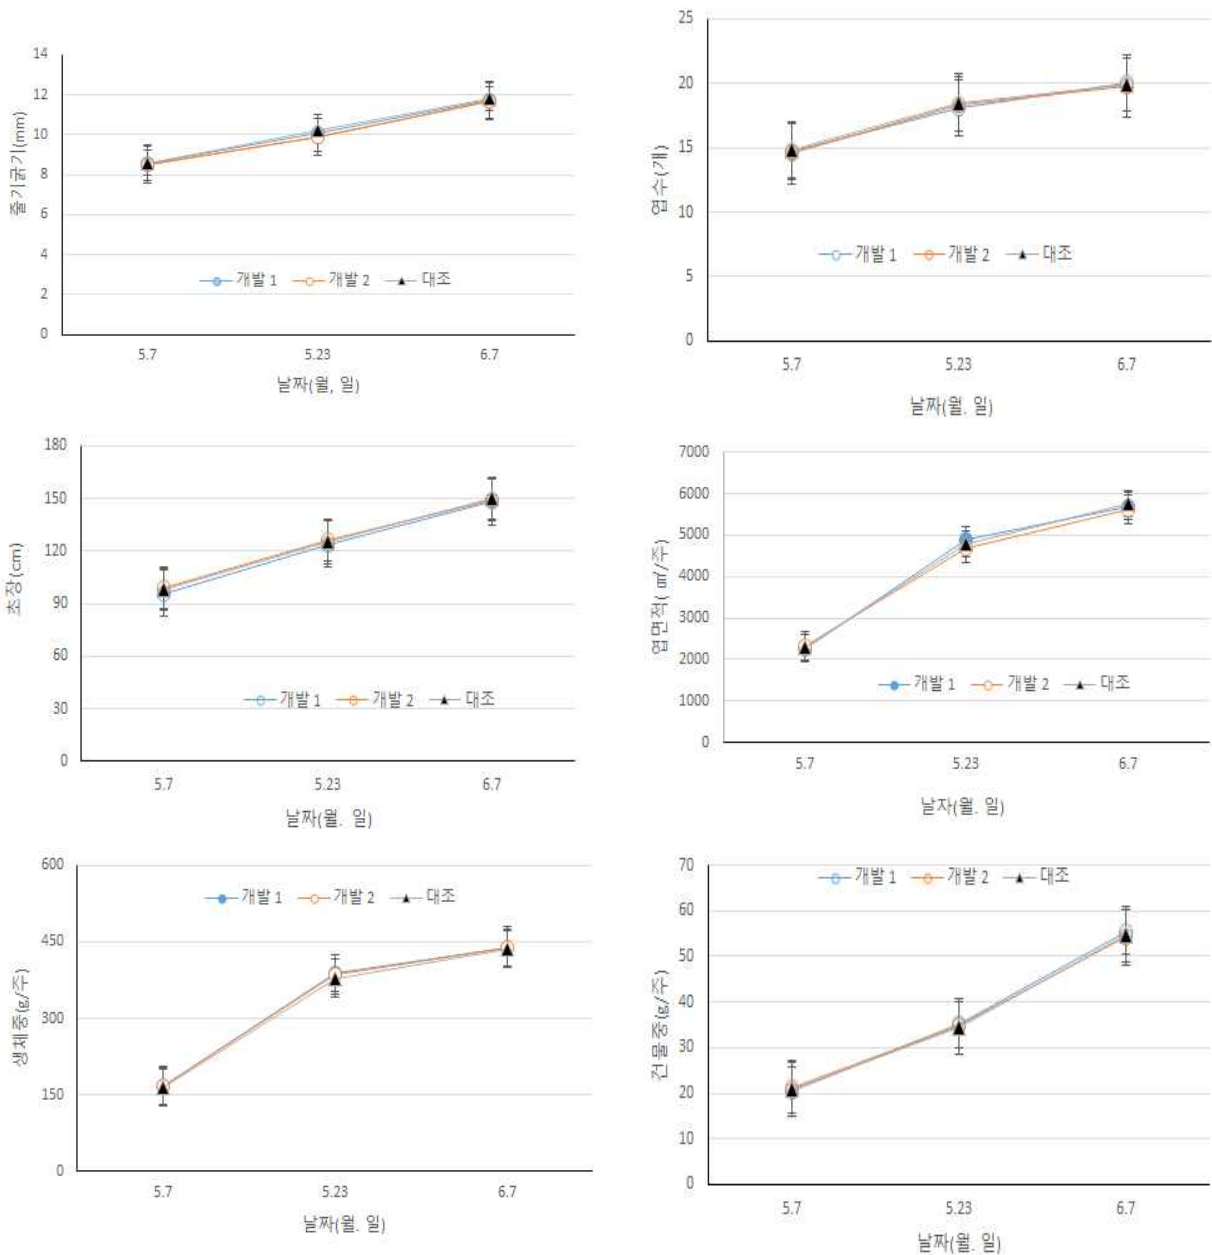 14
12
10
8
6
4
2
0
줄기굵기(mm)
개발 1 개발 2 대조
5.7 5.23 6.7
날짜(월, 일)
25
20
15
10
5
0
엽수(개)
개발 1 개발 2 대조
5.7 5.23 6.7
날짜(월. 일)
180
150
120
90
60
30
0
초장(cm)
개발 1 개발 2 대조
5.7 5.23 6.7
날짜(월. 일)
7000
6000
5000
4000
3000
2000
1000
0
엽면적( ㎡/주)
개발 1 개발 2 대조
5.7 5.23 6.7
날자(월. 일)
600
450
300
150
0
생체중(g/주)
개발 1 개발 2 대조
5.7 5.23 6.7
날짜(월. 일)
70
60
50
40
30
20
10
0
건물중(g/주)
개발 1 개발 2 대조
5.7 5.23 6.7
날짜(월. 일)